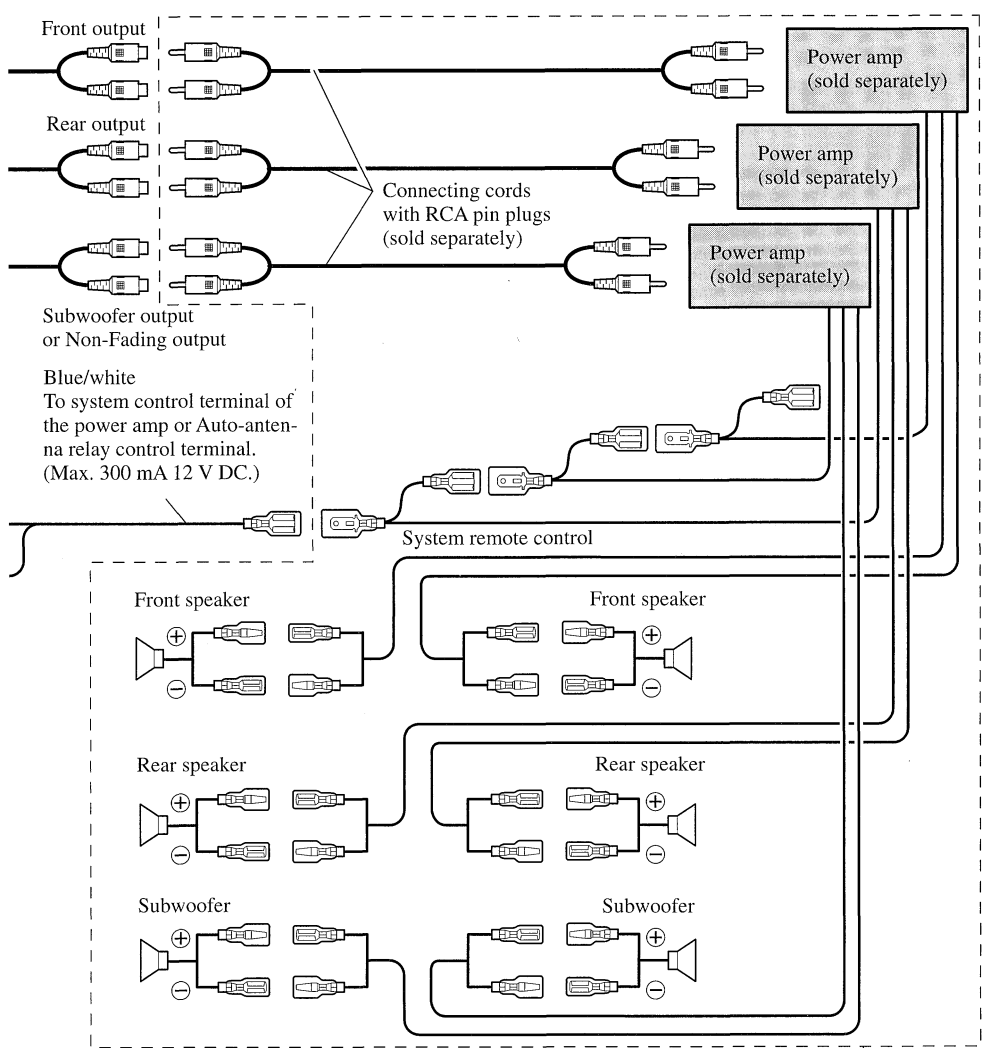 Front output
Power amp
(sold separately)
Rear output
Power amp
(sold separately)
Connecting cords
with RCA pin plugs
(sold separately)
Power amp
(sold separately)
Subwoofer output
or Non-Fading output
Blue/white
To system control terminal of
the power amp or Auto-anten-
na relay control terminal.
(Max. 300 mA 12 V DC.)
System remote control
Front speaker
Front speaker
+
−
+
−
Rear speaker
Rear speaker
+
−
+
−
Subwoofer
Subwoofer
+
−
+
−